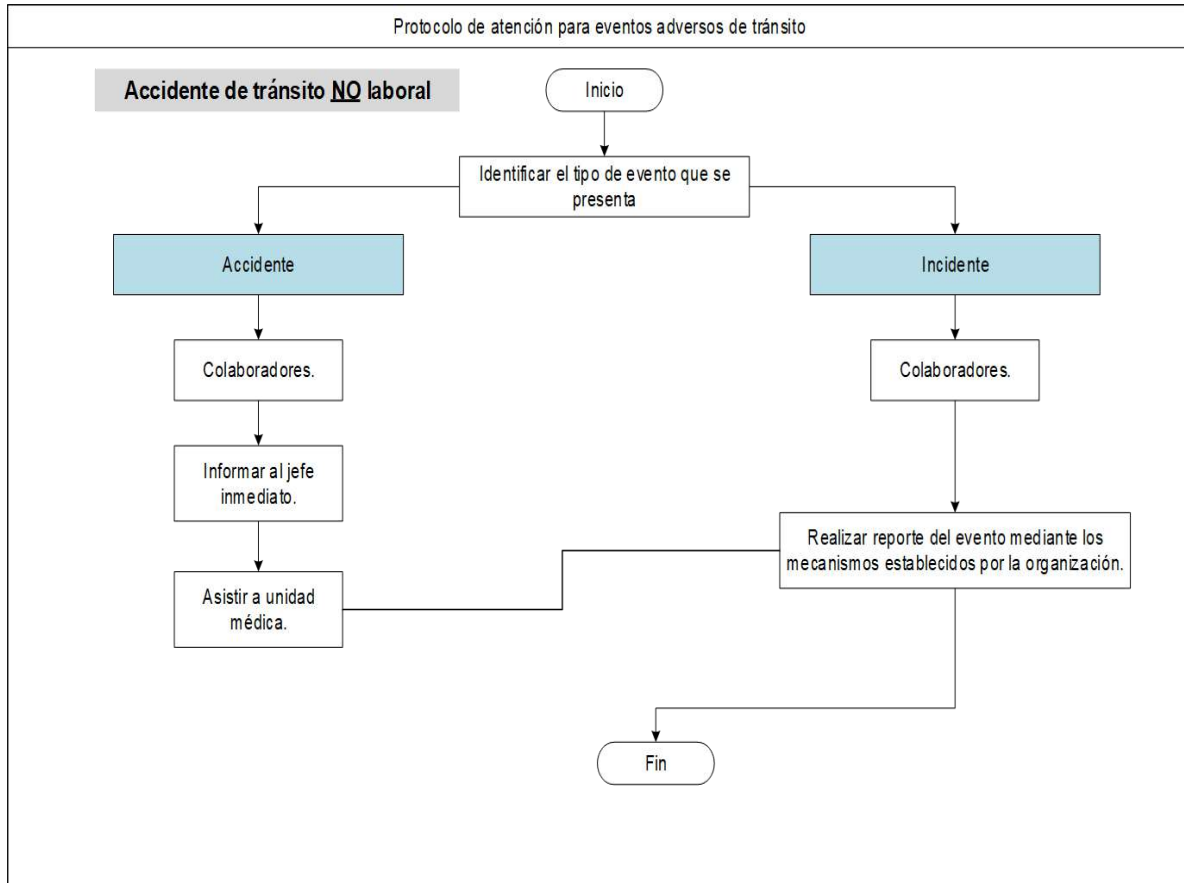 Protocolo de atención para eventos adversos de tránsito
Accidente de tránsito NO laboral
Inicio
Identificar el tipo de evento que se
presenta
Accidente
Incidente
Colaboradores.
Colaboradores.
Informar al jefe
inmediato.
Realizar reporte del evento mediante los
mecanismos establecidos por la organización.
Asistir a unidad
médica.
Fin